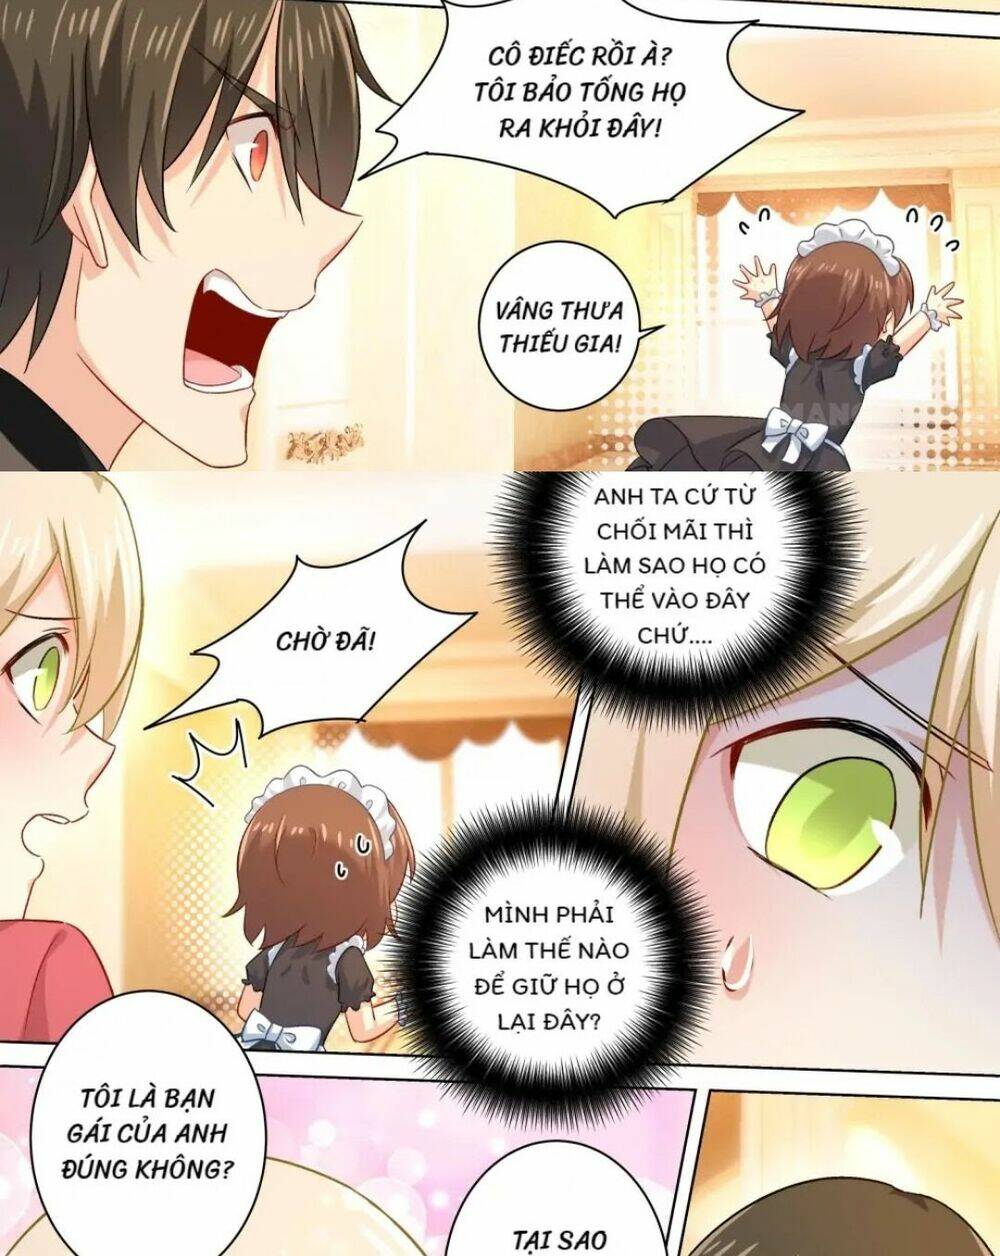 CÔ ĐIẾC RỒI À?
TÔI BẢO TỐNG HỌ
RA KHỎI ĐÂY!
VÂNG THƯA
THIẾU GIA!
ANH TA CỨ TỪ
CHỐI MÃI THÌ
LÀM SAO HỌ CÓ
THỂ VÀO ĐÂY
CHỨ....
CHỜ ĐÃ!
MÌNH PHẢI
LÀM THẾ NÀO
ĐỂ GIỮ HỌ Ở
LẠI ĐÂY?
TÔI LÀ BẠN
GÁI CỦA ANH
ĐÚNG KHÔNG?
TẠI SAO